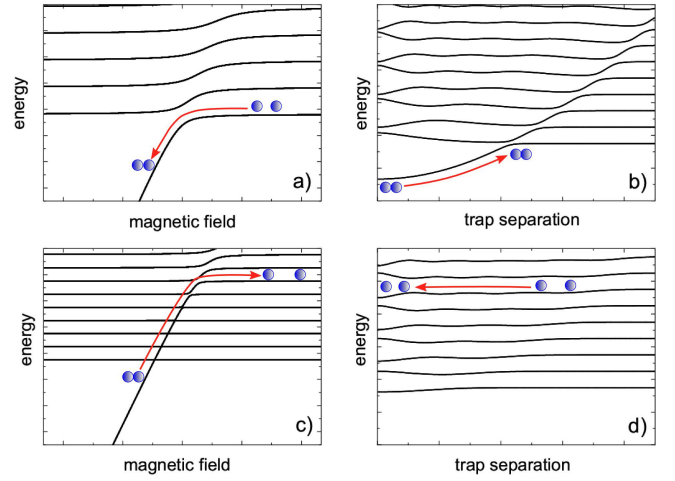 energy
a)
magnetic field
energy
b)
trap separation
energy
c)
magnetic field
energy
d)
trap separation